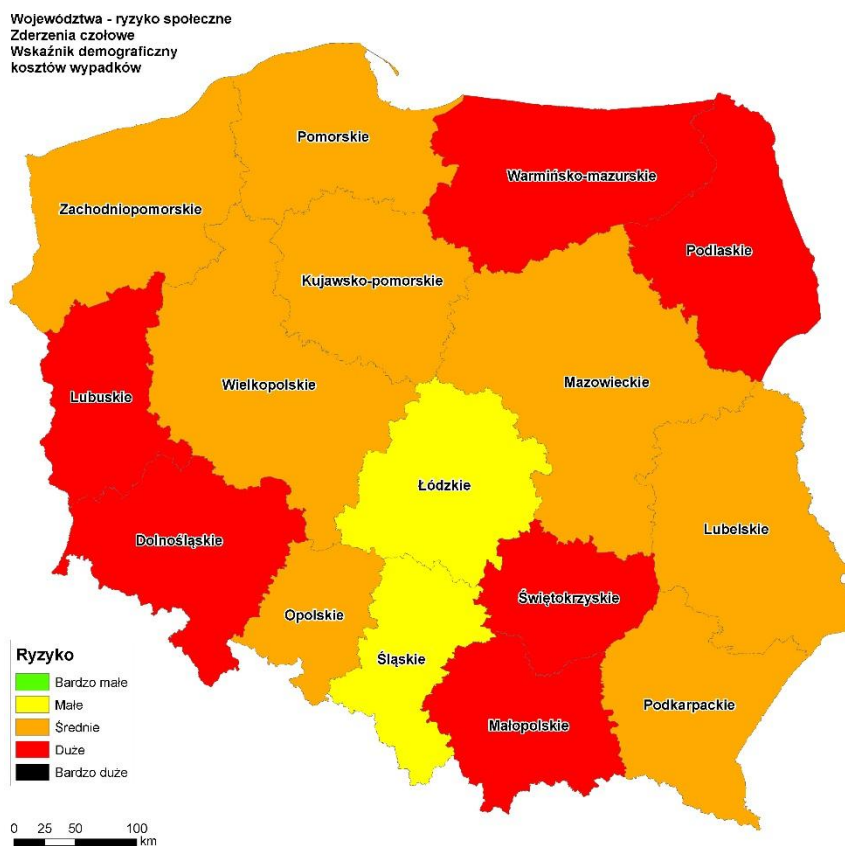 Województwa - ryzyko społeczne
Zderzenia czołowe
Wskaźnik demograficzny
kosztów wypadków
Pomorskie
Warmińsko-mazurskie
Zachodniopomorskie
Podlaskie
Kujawsko-pomorskie
Mazowieckie
Wielkopolskie
Lubuskie
Łódzkie
Lubelskie
Dolnośląskie
Świętokrzyskie
Opolskie
Śląskie
Podkarpackie
Małopolskie
Ryzyko
Bardzo małe
Małe
Średnie
Duże
Bardzo duże
0 25 50 100
km